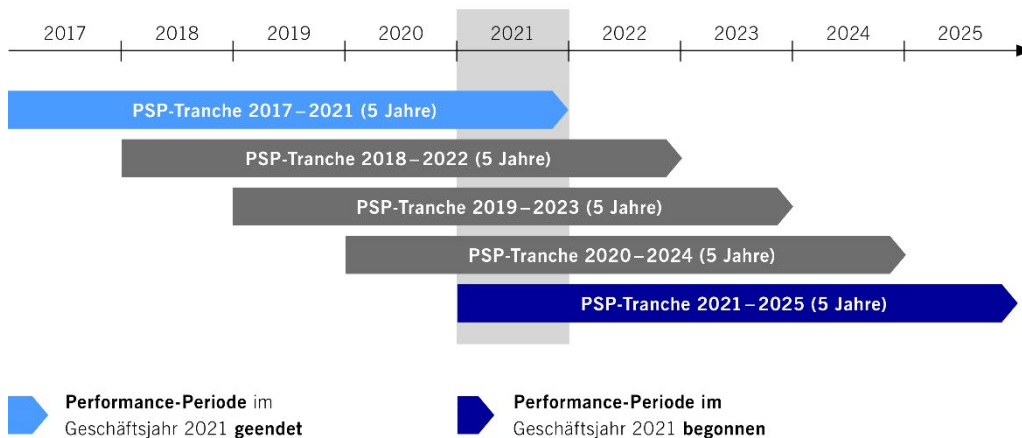 2017 2018 2019 2020 2021 2022 2023 2024 2025
PSP-Tranche 2017–2021 (5 Jahre)
PSP-Tranche 2018–2022 (5 Jahre)
PSP-Tranche 2019–2023 (5 Jahre)
PSP-Tranche 2020–2024 (5 Jahre)
PSP-Tranche 2021–2025 (5 Jahre)
Performance-Periode im
Geschäftsjahr 2021 geendet
Performance-Periode im
Geschäftsjahr 2021 begonnen